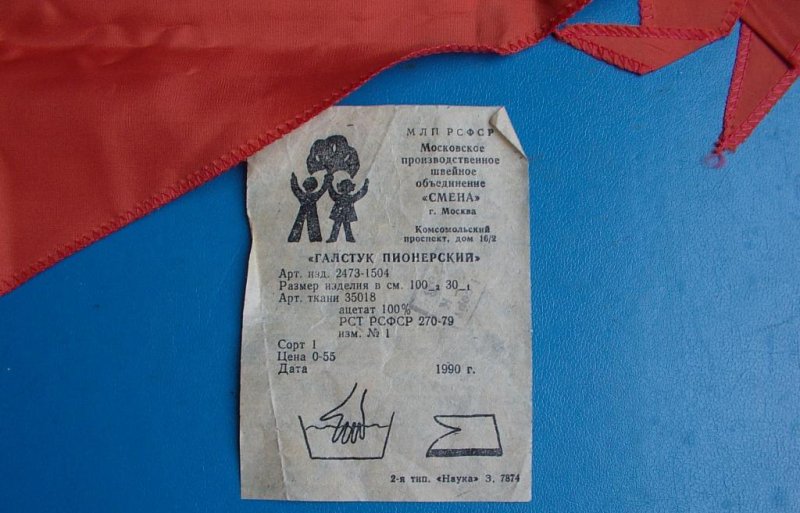 МЛП РСФСР
Московское
производственное
швейное
объединение
«СМЕНА»
г. Москва
Комсомольский
проспект, дом 16/2
«ГАЛСТУК ПИОНЕРСКИЙ»
Арт. изд. 2473-1504
Размер изделия в см. 100_2 30_1
Арт. ткани 35018
ацетат 100%
РСТ РСФСР 270-79
изм. № 1
Сорт 1
Цена 0-55
Дата 1990 г.
2-я тип. «Наука» З. 7874